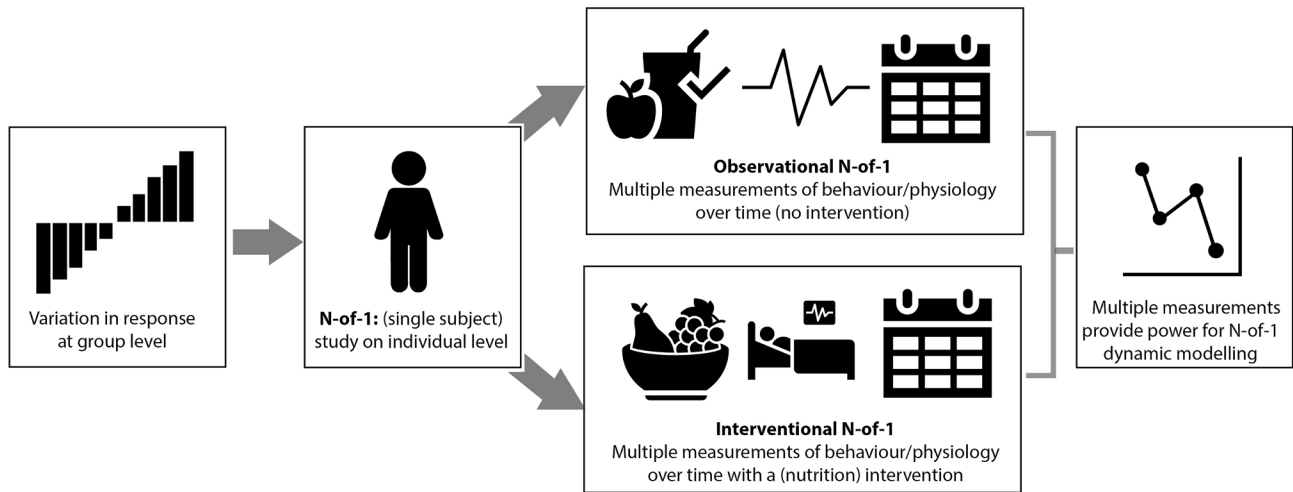 Variation in response
at group level
N-of-1: (single subject)
study on individual level
Observational N-of-1
Multiple measurements of behaviour/physiology
over time (no intervention)
Interventional N-of-1
Multiple measurements of behaviour/physiology
over time with a (nutrition) intervention
Multiple measurements
provide power for N-of-1
dynamic modelling